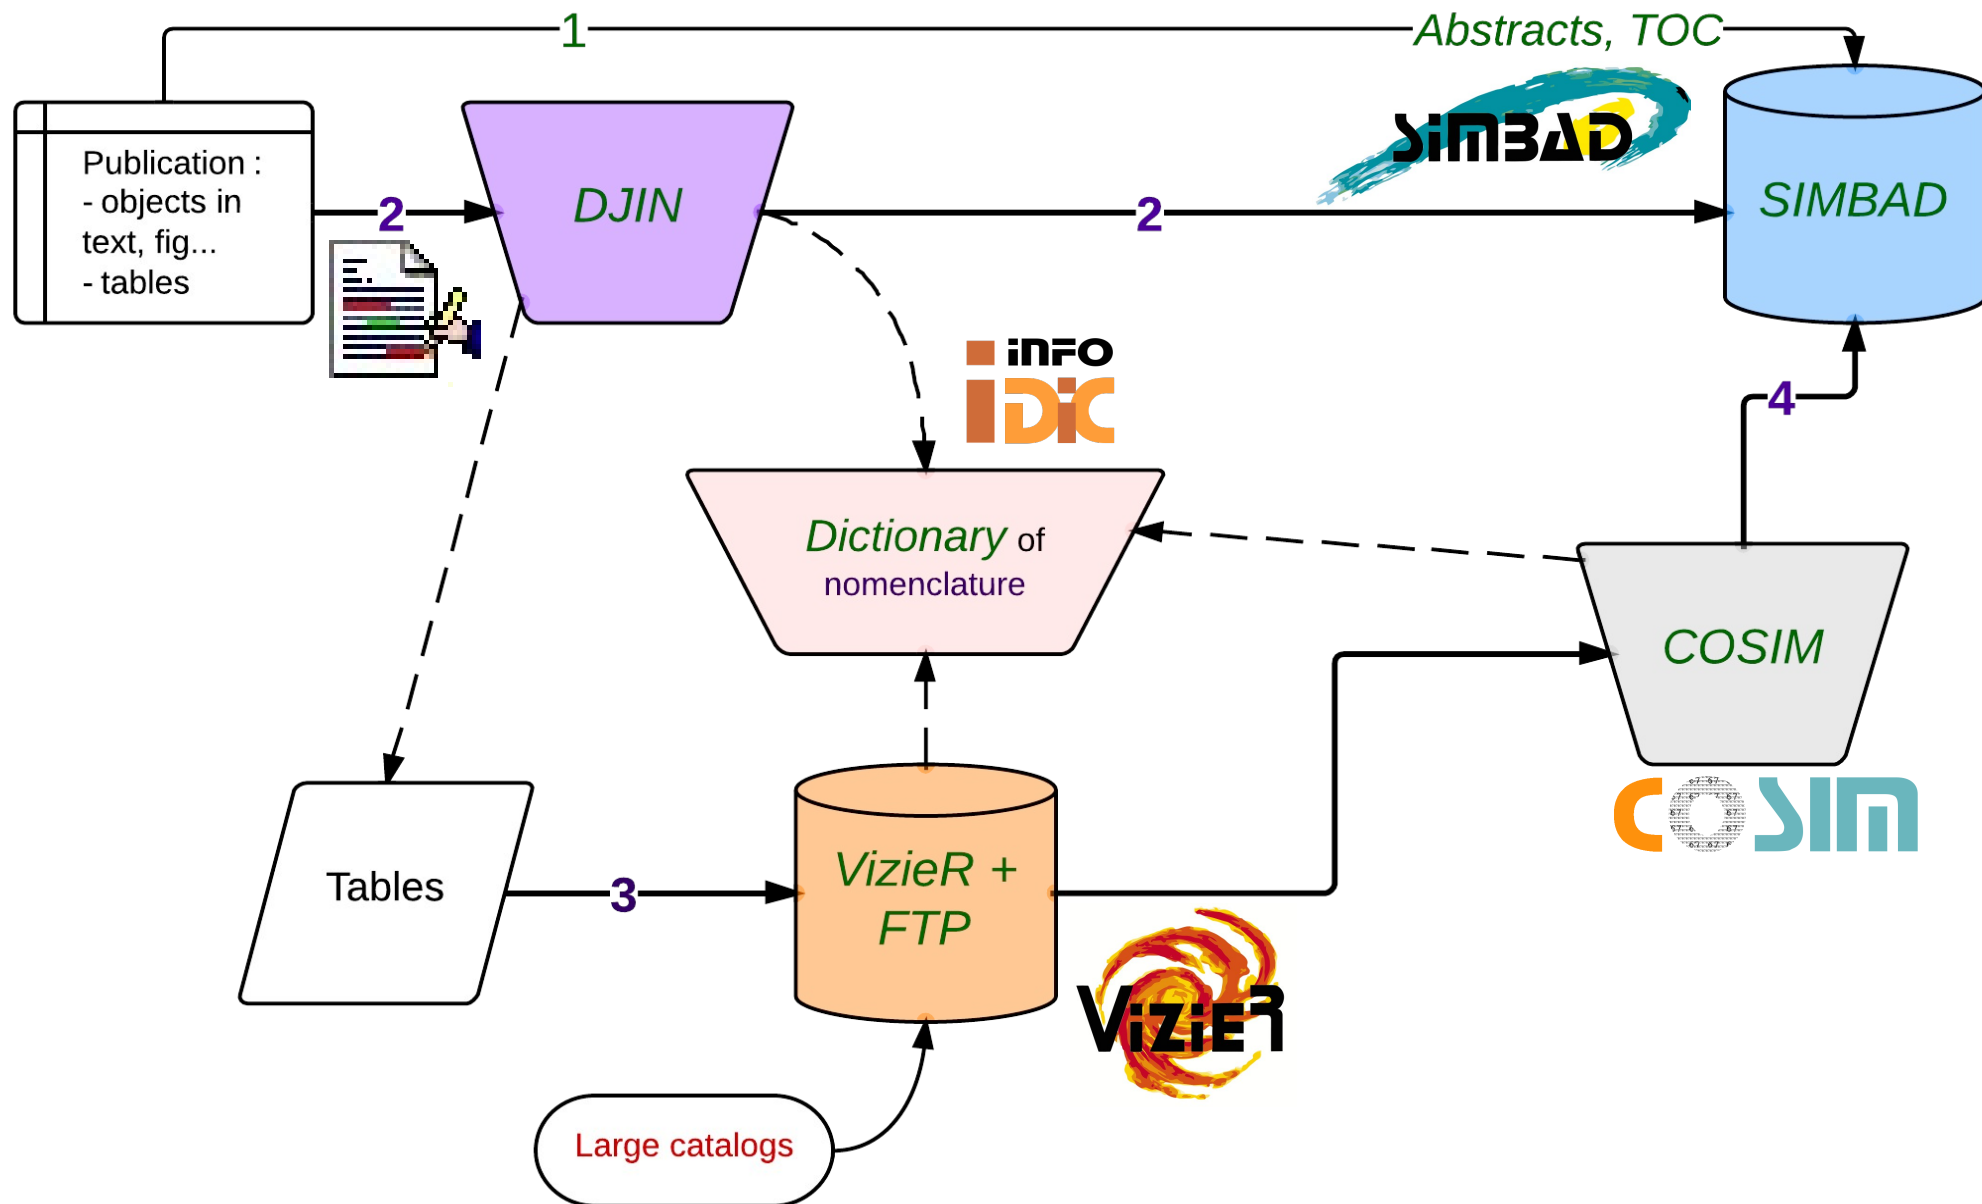 1
Abstracts, TOC
Publication :
- objects in
text, fig...
- tables
2
DJIN
2
SiMBAD
SIMBAD
iNFO
DiC
4
Dictionary of
nomenclature
COSIM
COSIM
Tables
3
VizieR +
FTP
ViZiER
Large catalogs